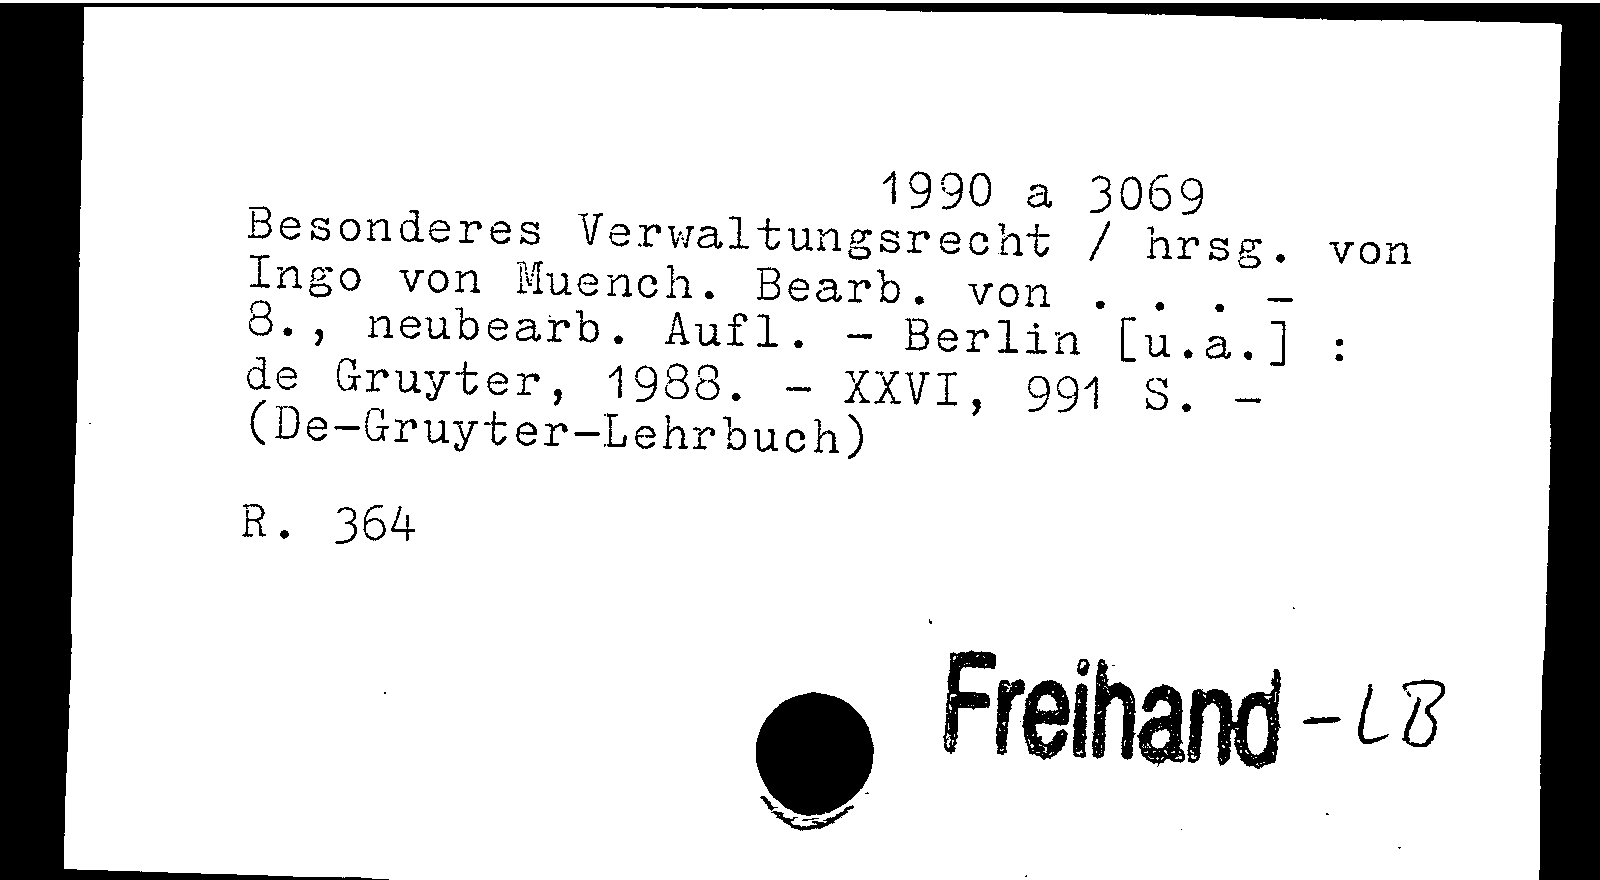 1990 a 3069
Besonderes Verwaltungsrecht / hrsg. von
Ingo von Muench. Bearb. von . . . -
8., neubearb. Aufl. - Berlin [u.a.] :
de Gruyter, 1988. - XXVI, 991 S. -
(De-Gruyter-Lehrbuch)
R. 364
Freihand - LB